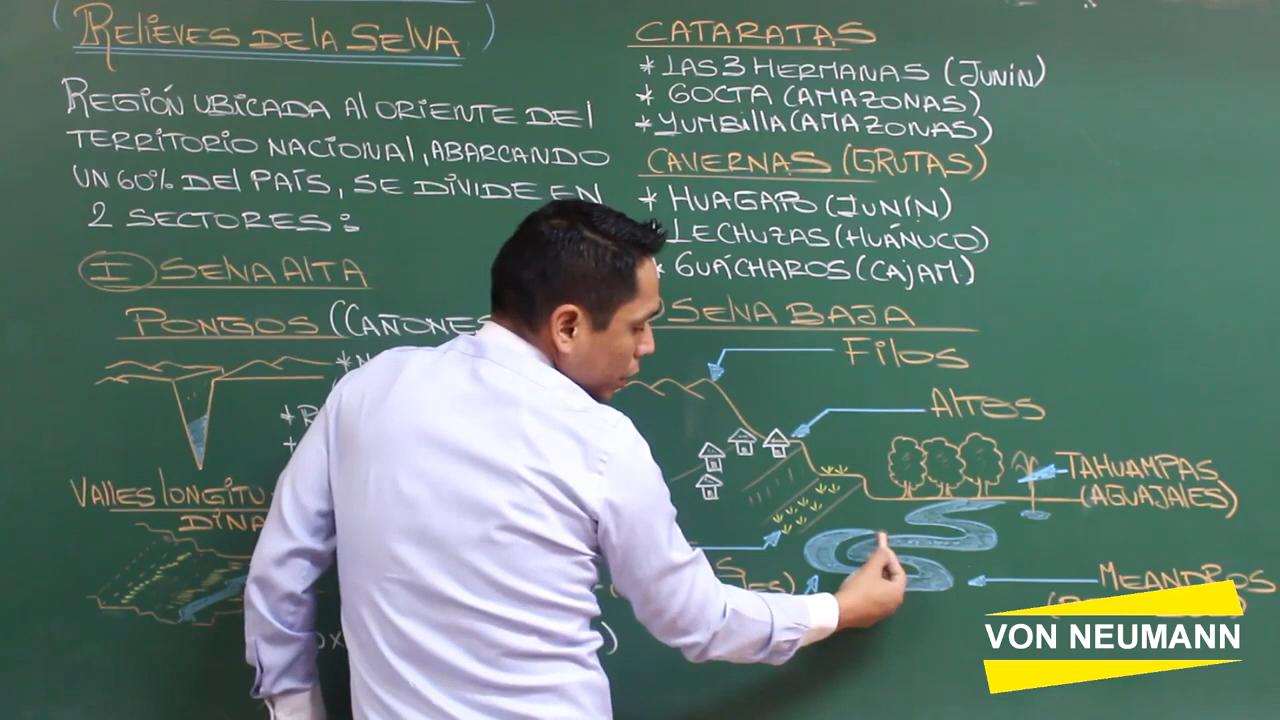 RELIEVES DE LA SELVA
REGIÓN UBICADA AL ORIENTE DEL
TERRITORIO NACIONAL, ABARCANDO
UN 60% DEL PAÍS, SE DIVIDE EN
2 SECTORES:
I SELVA ALTA
PONGOS (CAÑONES
VALLES LONGITU
DINA
CATARATAS
* LAS 3 HERMANAS (JUNÍN)
* GOCTA (AMAZONAS)
* YUMBILLA (AMAZONAS)
CAVERNAS (GRUTAS)
* HUAGAPO (JUNÍN)
LECHUZAS (HUÁNUCO)
* GUÁCHAROS (CAJAM)
SELVA BAJA
FILOS
ALTOS
TAHUAMPAS
(AGUAJALES)
MEANDROS
VON NEUMANN